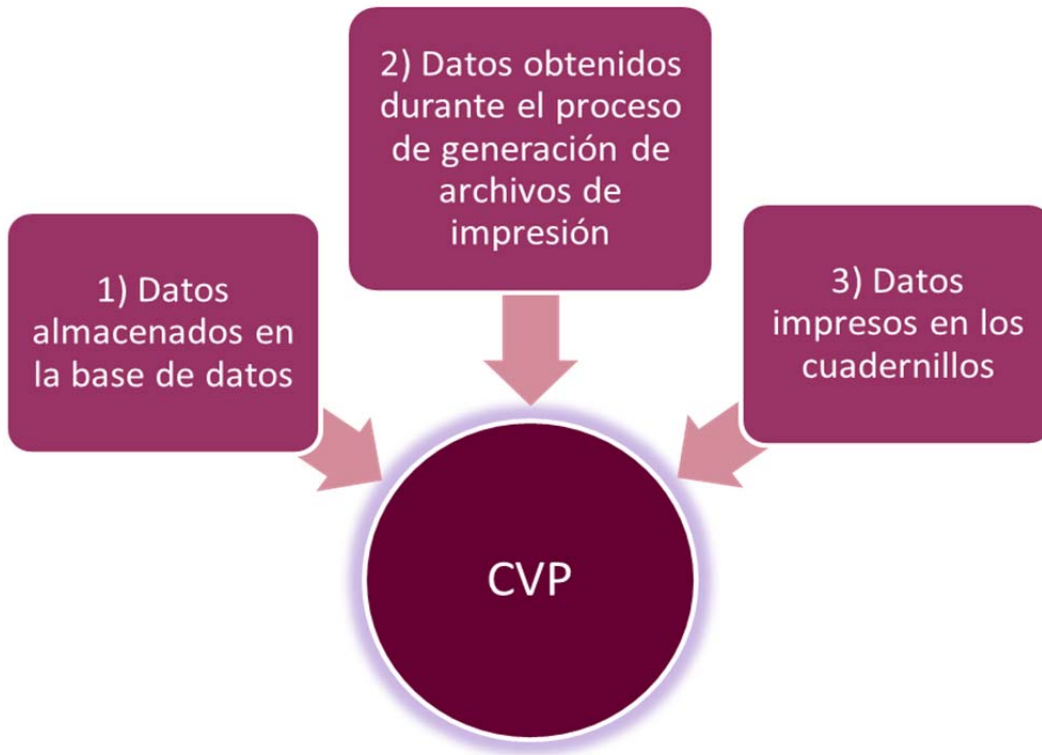 1) Datos
almacenados en
la base de datos
2) Datos obtenidos
durante el proceso
de generación de
archivos de
impresión
3) Datos
impresos en los
cuadernillos
CVP